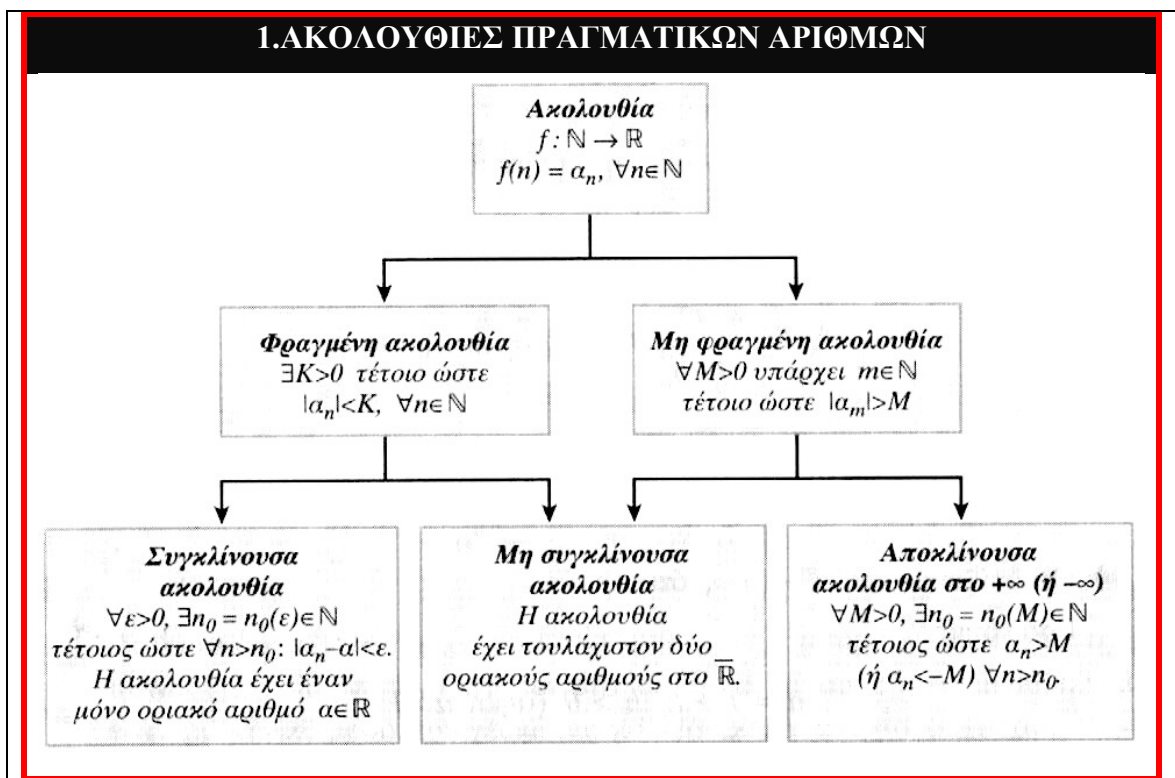 1.ΑΚΟΛΟΥΘΙΕΣ ΠΡΑΓΜΑΤΙΚΩΝ ΑΡΙΘΜΩΝ
Ακολουθία
f : ℕ → ℝ
f(n) = αₙ, ∀n∈ℕ
Φραγμένη ακολουθία
∃K>0 τέτοιο ώστε
|αₙ|<K, ∀n∈ℕ
Μη φραγμένη ακολουθία
∀M>0 υπάρχει m∈ℕ
τέτοιο ώστε |αₘ|>M
Συγκλίνουσα
ακολουθία
∀ε>0, ∃n₀ = n₀(ε)∈ℕ
τέτοιος ώστε ∀n>n₀: |αₙ–α|<ε.
Η ακολουθία έχει έναν
μόνο οριακό αριθμό α∈ℝ
Μη συγκλίνουσα
ακολουθία
Η ακολουθία
έχει τουλάχιστον δύο
οριακούς αριθμούς στο ℝ̅.
Αποκλίνουσα
ακολουθία στο +∞ (ή –∞)
∀M>0, ∃n₀ = n₀(M)∈ℕ
τέτοιος ώστε αₙ>M
(ή αₙ<–M) ∀n>n₀.